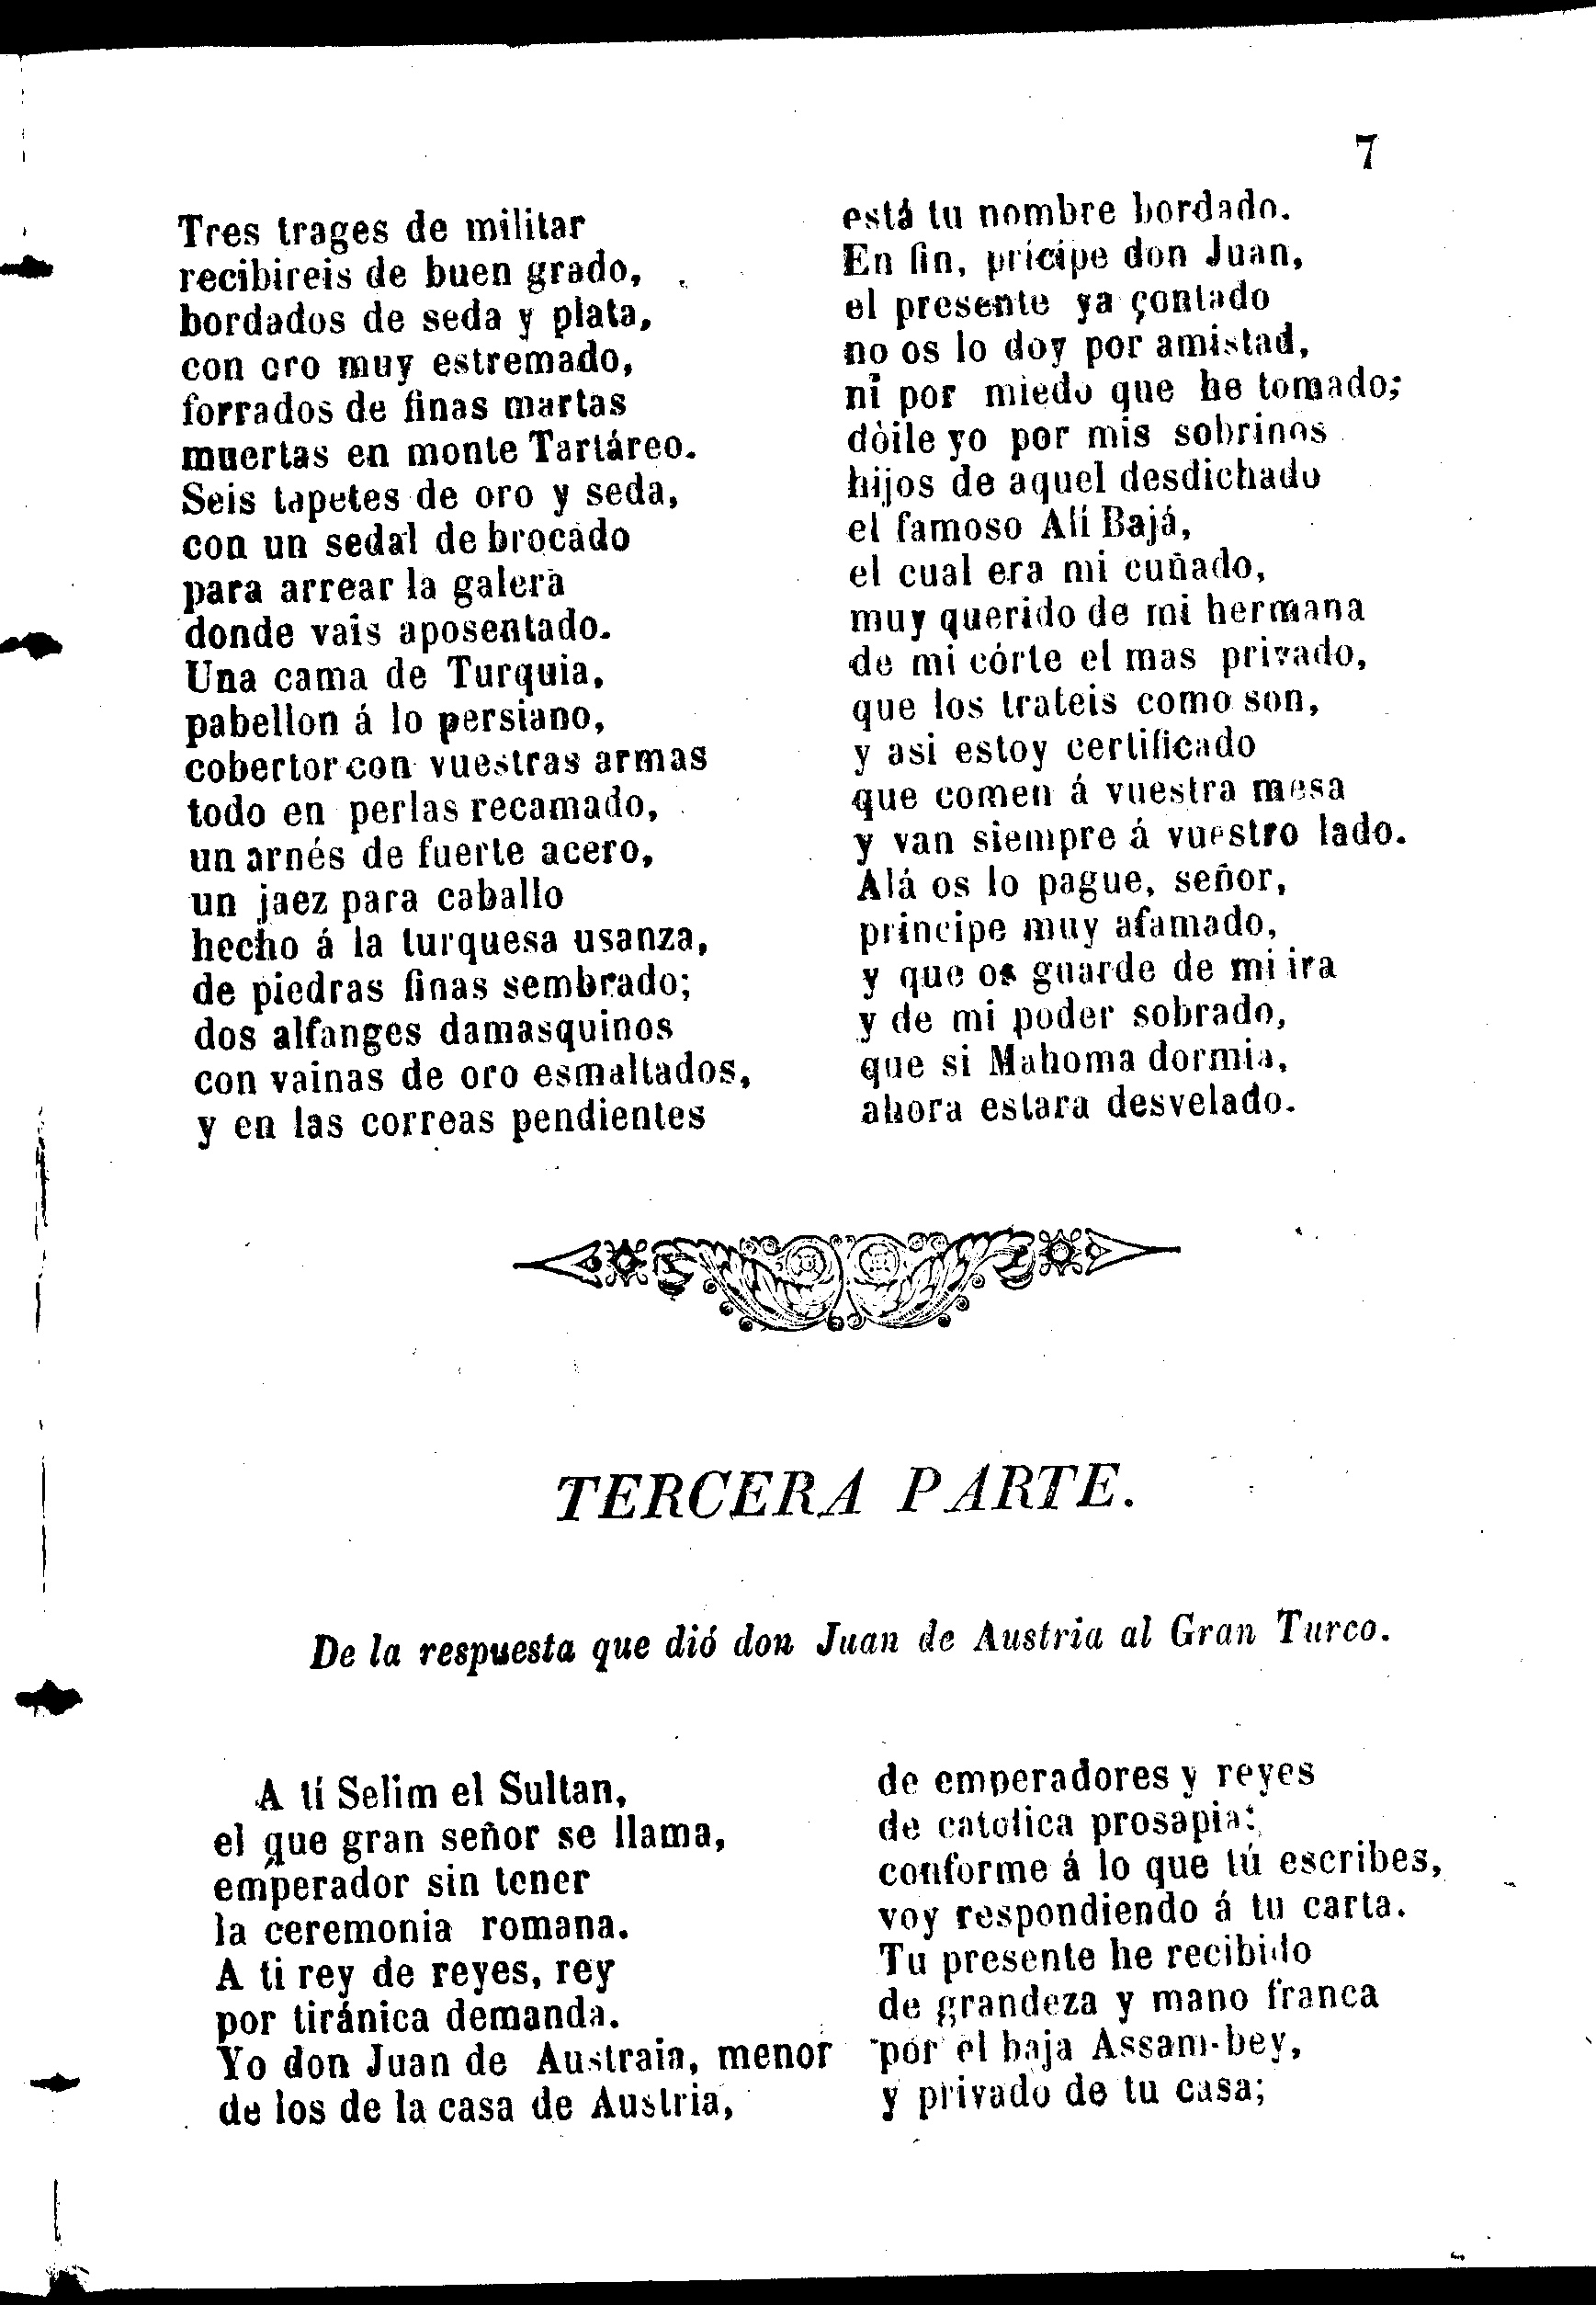 7
Tres trages de militar
recibireis de buen grado,
bordados de seda y plata,
con oro muy estremado,
forrados de finas martas
muertas en monte Tartáreo.
Seis tapetes de oro y seda,
con un sedal de brocado
para arrear la galera
donde vais aposentado.
Una cama de Turquia,
pabellon á lo persiano,
cobertor con vuestras armas
todo en perlas recamado,
un arnés de fuerte acero,
un jaez para caballo
hecho á la turquesa usanza,
de piedras finas sembrado;
dos alfanges damasquinos
con vainas de oro esmaltados,
y en las correas pendientes
está tu nombre bordado.
En fin, prícipe don Juan,
el presente ya contado
no os lo doy por amistad,
ni por miedo que he tomado;
dòile yo por mis sobrinos
hijos de aquel desdichado
el famoso Alí Bajá,
el cual era mi cuñado,
muy querido de mi hermana
de mi córte el mas privado,
que los trateis como son,
y asi estoy certificado
que comen á vuestra mesa
y van siempre á vuestro lado.
Alá os lo pague, señor,
principe muy afamado,
y que os guarde de mi ira
y de mi poder sobrado,
que si Mahoma dormia,
ahora estara desvelado.
TERCERA PARTE.
De la respuesta que dió don Juan de Austria al Gran Turco.
A tí Selim el Sultan,
el que gran señor se llama,
emperador sin tener
la ceremonia romana.
A ti rey de reyes, rey
por tiránica demanda.
Yo don Juan de Austraia, menor
de los de la casa de Austria,
de emperadores y reyes
de catolica prosapia:
conforme á lo que tú escribes,
voy respondiendo á tu carta.
Tu presente he recibido
de grandeza y mano franca
por el baja Assam-bey,
y privado de tu casa;